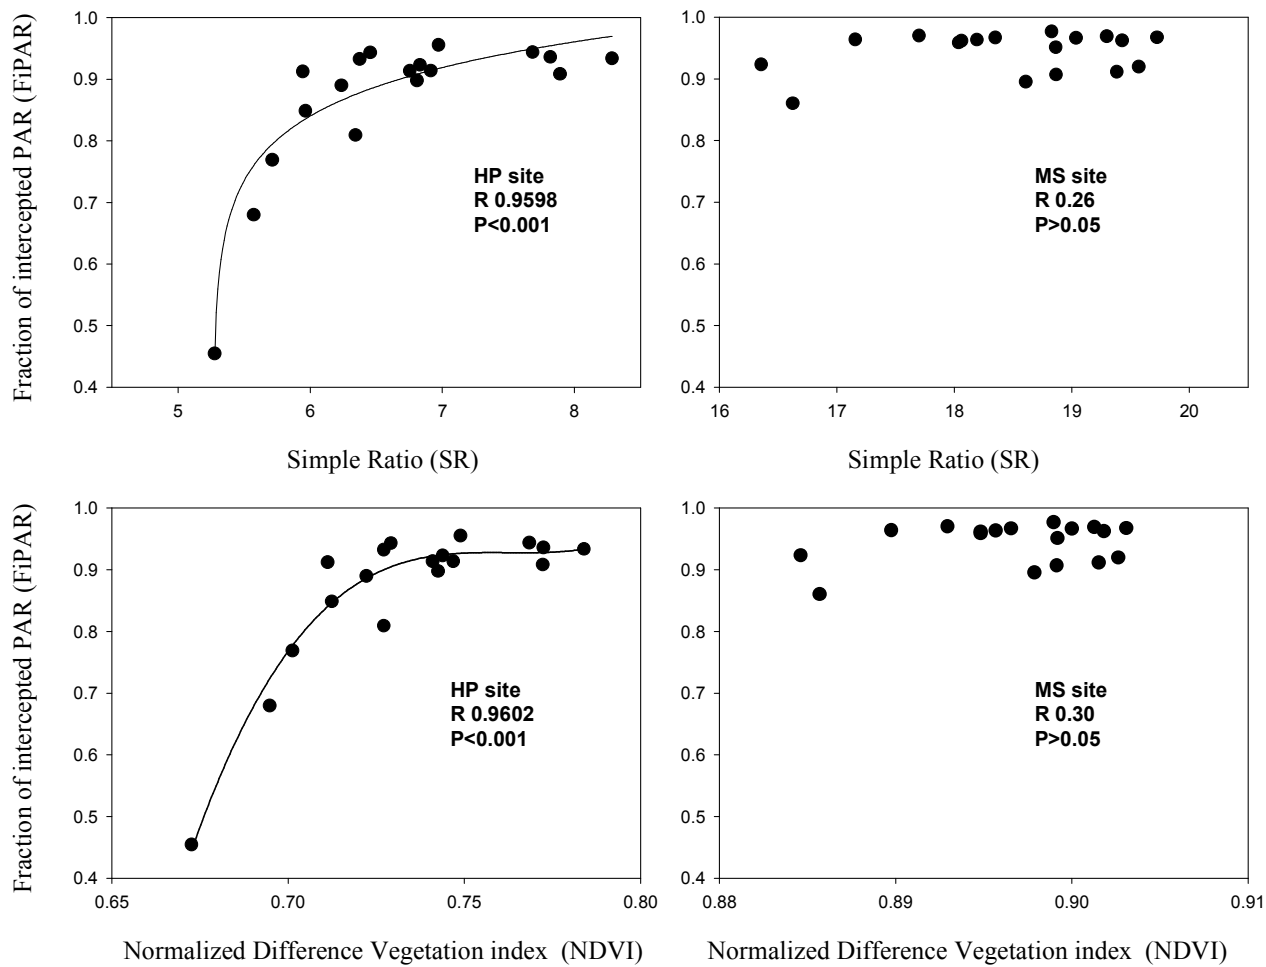 Fraction of intercepted PAR (FiPAR)
1.0
0.9
0.8
0.7
0.6
0.5
0.4
HP site
R 0.9598
P<0.001
5 6 7 8
Simple Ratio (SR)
1.0
0.9
0.8
0.7
0.6
0.5
0.4
MS site
R 0.26
P>0.05
16 17 18 19 20
Simple Ratio (SR)
Fraction of intercepted PAR (FiPAR)
1.0
0.9
0.8
0.7
0.6
0.5
0.4
HP site
R 0.9602
P<0.001
0.65 0.70 0.75 0.80
Normalized Difference Vegetation index (NDVI)
1.0
0.9
0.8
0.7
0.6
0.5
0.4
MS site
R 0.30
P>0.05
0.88 0.89 0.90 0.91
Normalized Difference Vegetation index (NDVI)